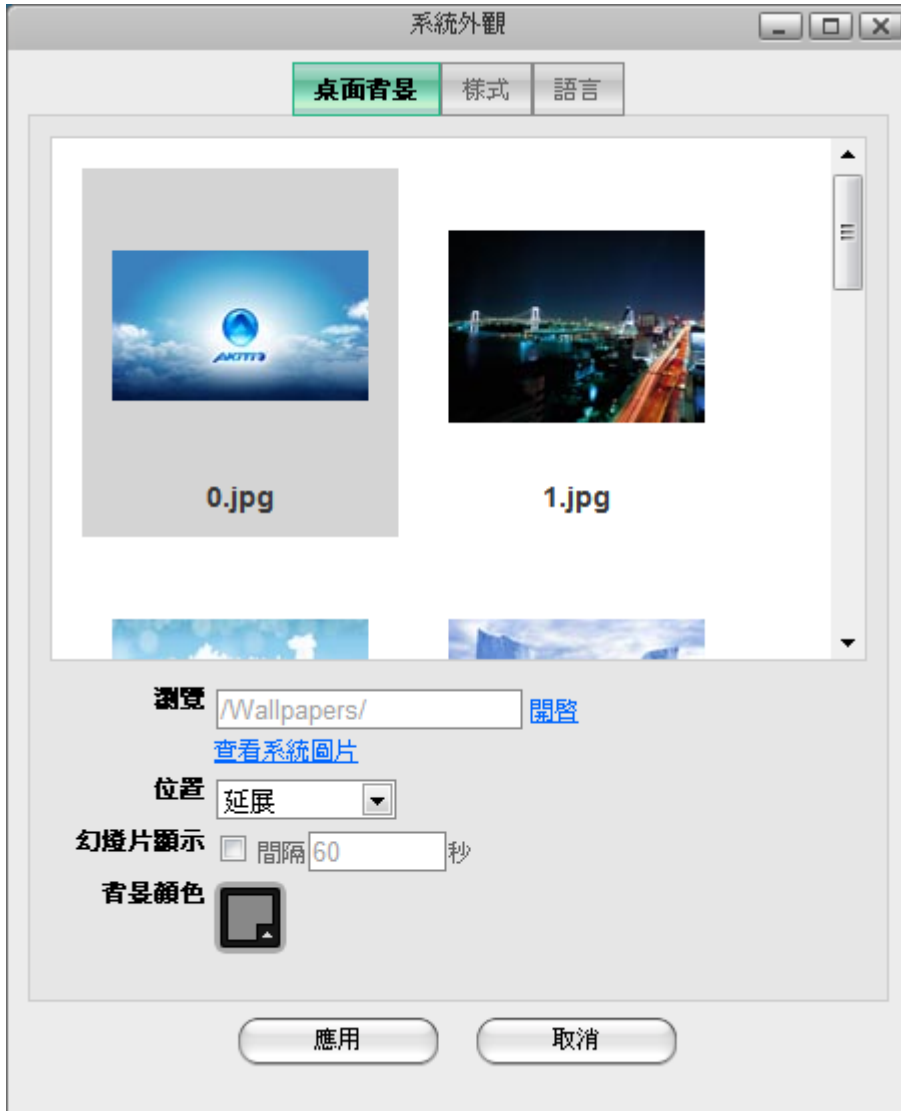 系統外觀
桌面背景 樣式 語言
AKiTiO
0.jpg 1.jpg
瀏覽 /Wallpapers/ 開啓
查看系統圖片
位置 延展
幻燈片顯示 間隔 60 秒
背景顏色
應用 取消